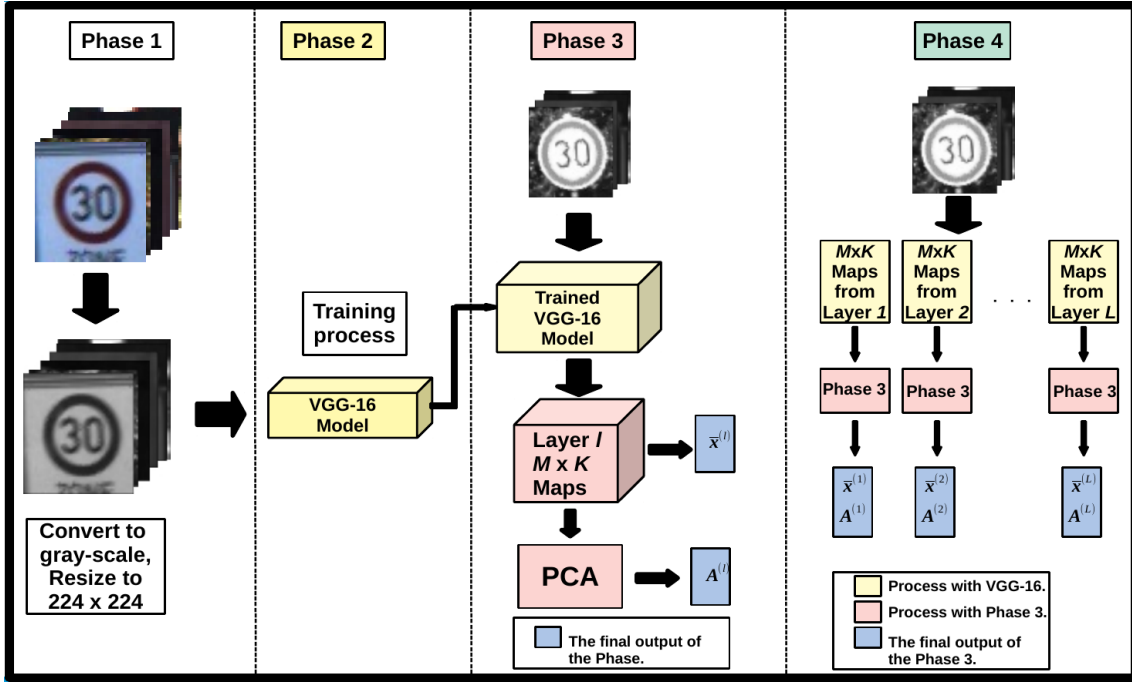 Phase 1
30
ZONE
30
ZONE
Convert to
gray-scale,
Resize to
224 x 224
Phase 2
Training
process
VGG-16
Model
Phase 3
30
Trained
VGG-16
Model
Layer l
M x K
Maps
x̅⁽ˡ⁾
PCA
A⁽ˡ⁾
The final output of
the Phase.
Phase 4
30
MxK
Maps
from
Layer 1
MxK
Maps
from
Layer 2
. . .
MxK
Maps
from
Layer L
Phase 3
Phase 3
Phase 3
x̅⁽¹⁾
A⁽¹⁾
x̅⁽²⁾
A⁽²⁾
x̅⁽ᴸ⁾
A⁽ᴸ⁾
Process with VGG-16.
Process with Phase 3.
The final output of
the Phase 3.